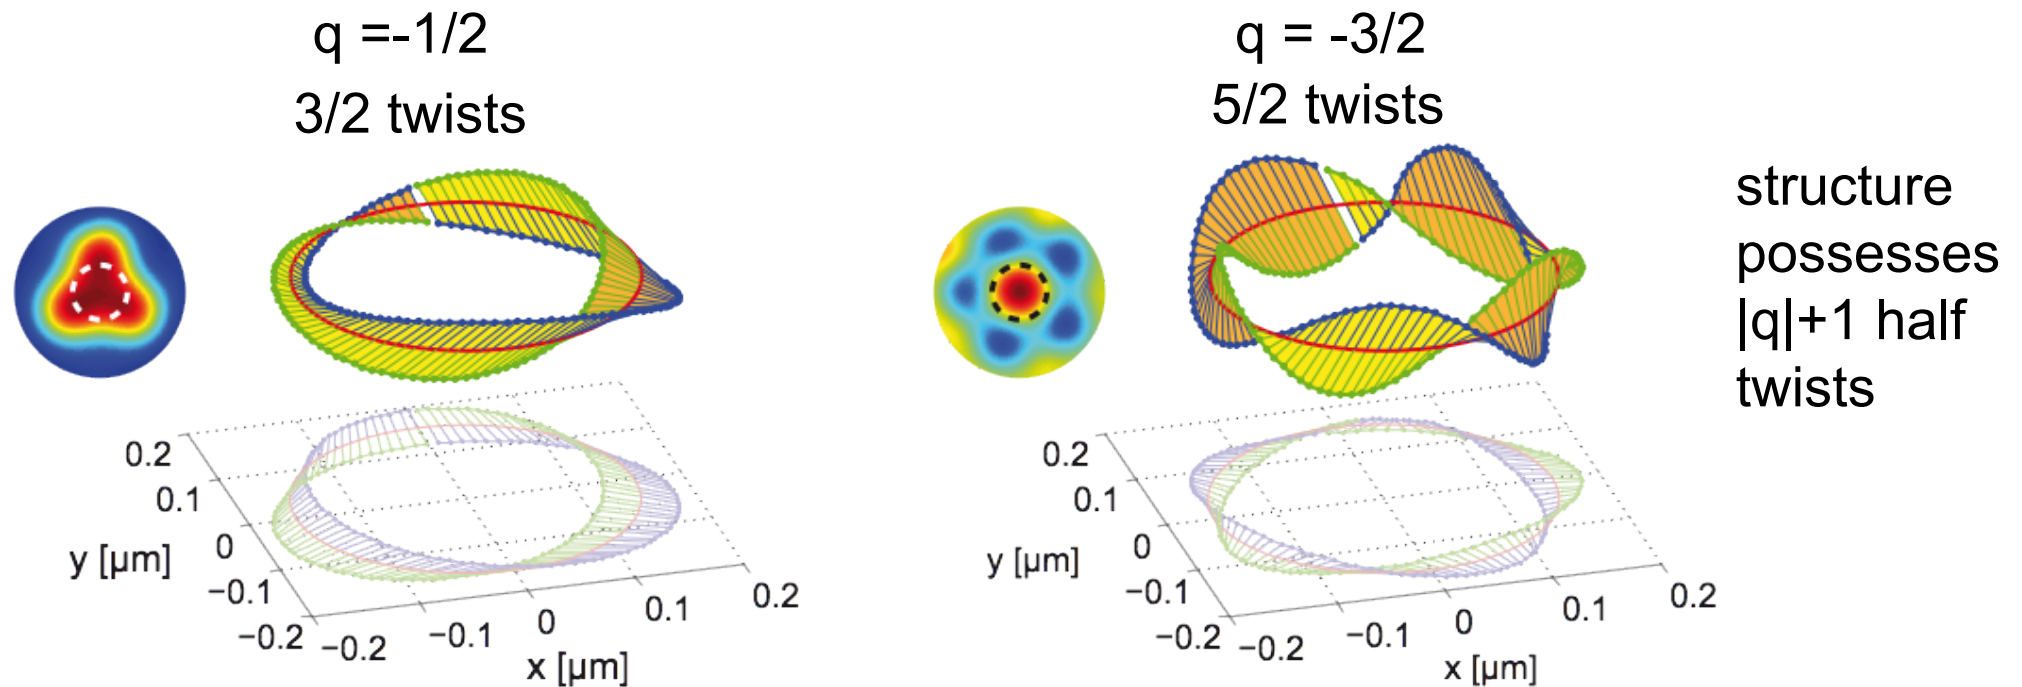 q =-1/2
3/2 twists
q = -3/2
5/2 twists
structure
possesses
|q|+1 half
twists
0.2
0.1
0
−0.1
−0.2
y [µm]
−0.2
−0.1
0
0.1
0.2
x [µm]
0.2
0.1
0
−0.1
−0.2
y [µm]
−0.2
−0.1
0
0.1
0.2
x [µm]